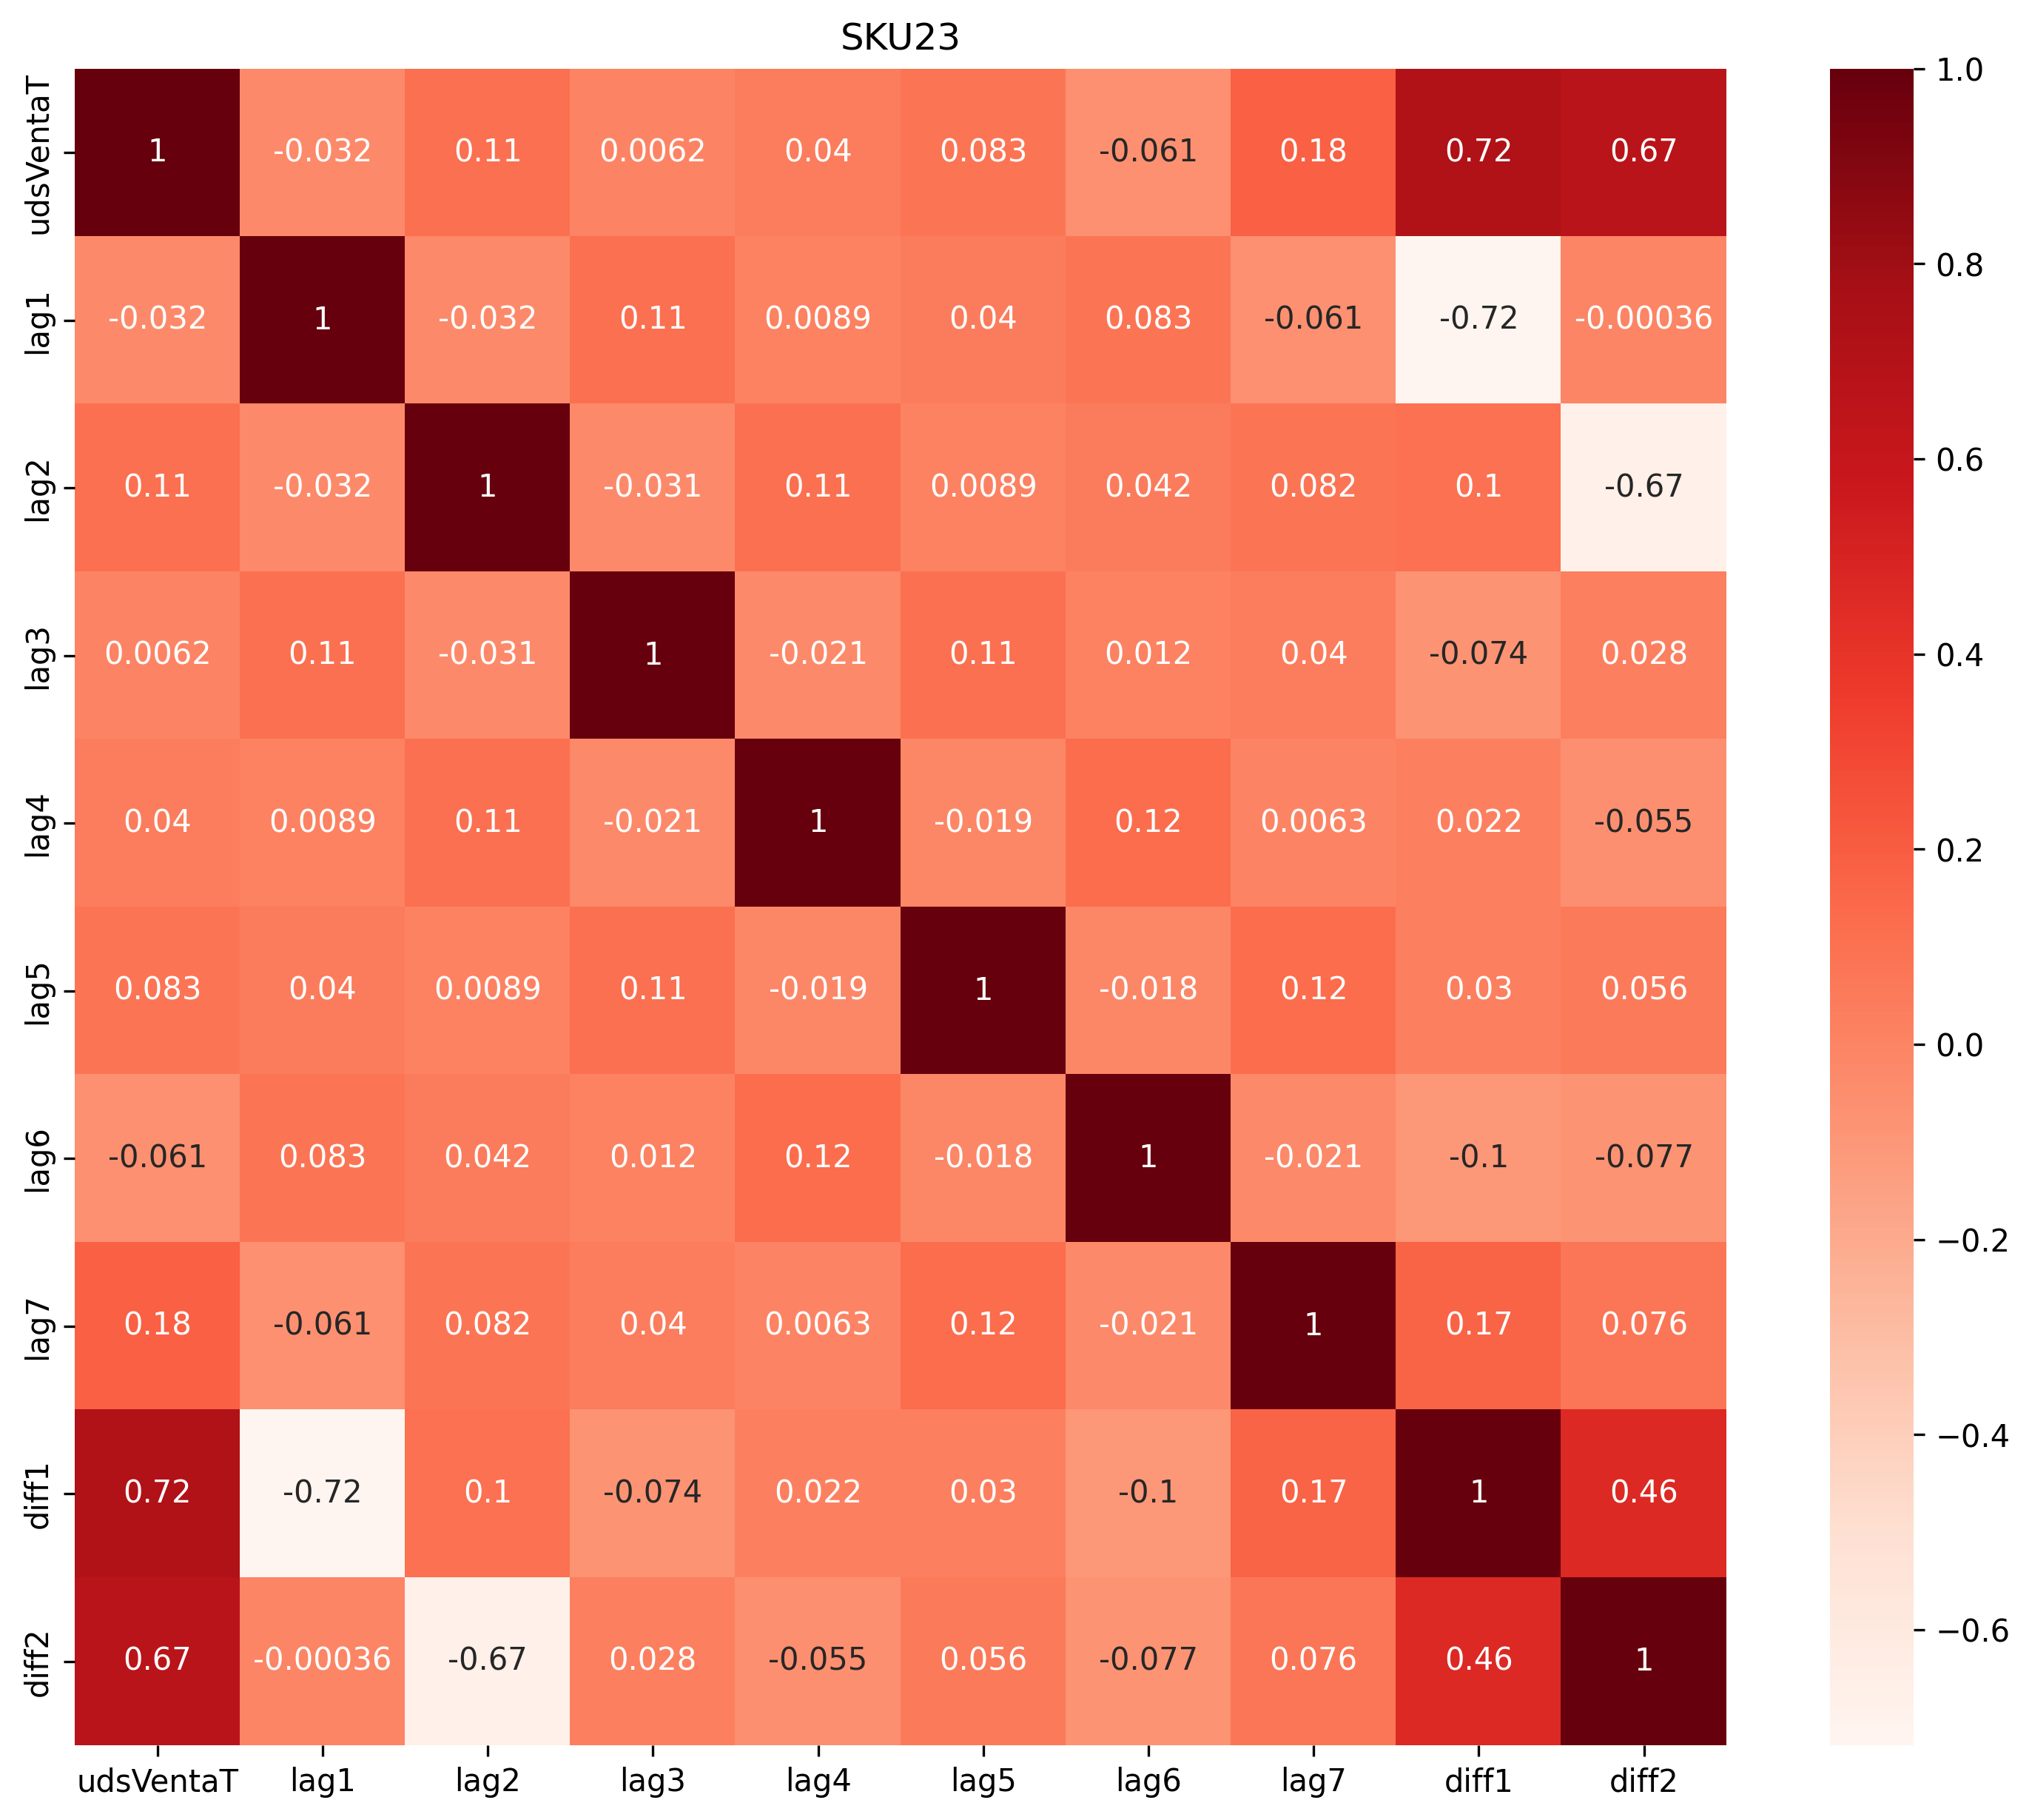 SKU23
udsVentaT 1 -0.032 0.11 0.0062 0.04 0.083 -0.061 0.18 0.72 0.67
lag1 -0.032 1 -0.032 0.11 0.0089 0.04 0.083 -0.061 -0.72 -0.00036
lag2 0.11 -0.032 1 -0.031 0.11 0.0089 0.042 0.082 0.1 -0.67
lag3 0.0062 0.11 -0.031 1 -0.021 0.11 0.012 0.04 -0.074 0.028
lag4 0.04 0.0089 0.11 -0.021 1 -0.019 0.12 0.0063 0.022 -0.055
lag5 0.083 0.04 0.0089 0.11 -0.019 1 -0.018 0.12 0.03 0.056
lag6 -0.061 0.083 0.042 0.012 0.12 -0.018 1 -0.021 -0.1 -0.077
lag7 0.18 -0.061 0.082 0.04 0.0063 0.12 -0.021 1 0.17 0.076
diff1 0.72 -0.72 0.1 -0.074 0.022 0.03 -0.1 0.17 1 0.46
diff2 0.67 -0.00036 -0.67 0.028 -0.055 0.056 -0.077 0.076 0.46 1
udsVentaT lag1 lag2 lag3 lag4 lag5 lag6 lag7 diff1 diff2
1.0
0.8
0.6
0.4
0.2
0.0
−0.2
−0.4
−0.6